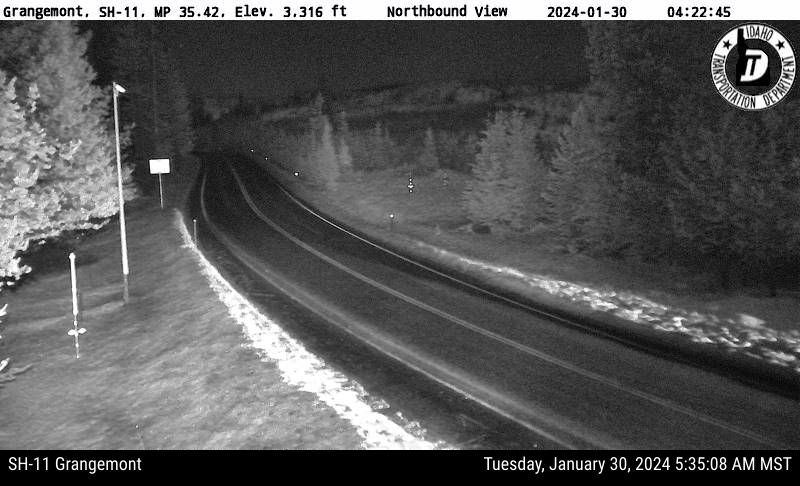 Grangemont, SH-11, MP 35.42, Elev. 3,316 ft Northbound View 2024-01-30 04:22:45
IDAHO
TRANSPORTATION DEPARTMENT
SH-11 Grangemont Tuesday, January 30, 2024 5:35:08 AM MST